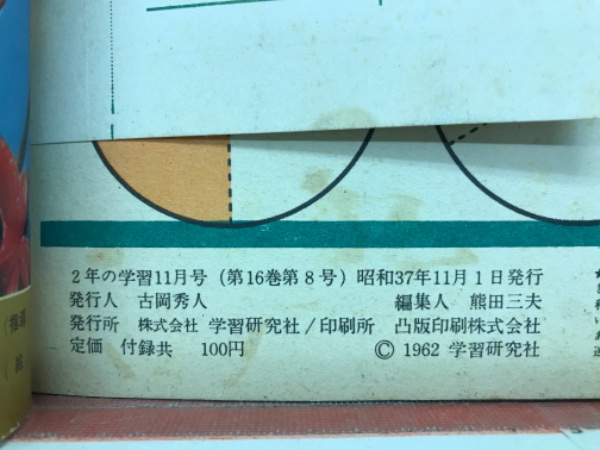 2年の学習11月号（第16巻第8号）昭和37年11月1日発行
発行人 古岡秀人 編集人 熊田三夫
発行所 株式会社 学習研究社/印刷所 凸版印刷株式会社
定価 付録共 100円 © 1962 学習研究社
指導